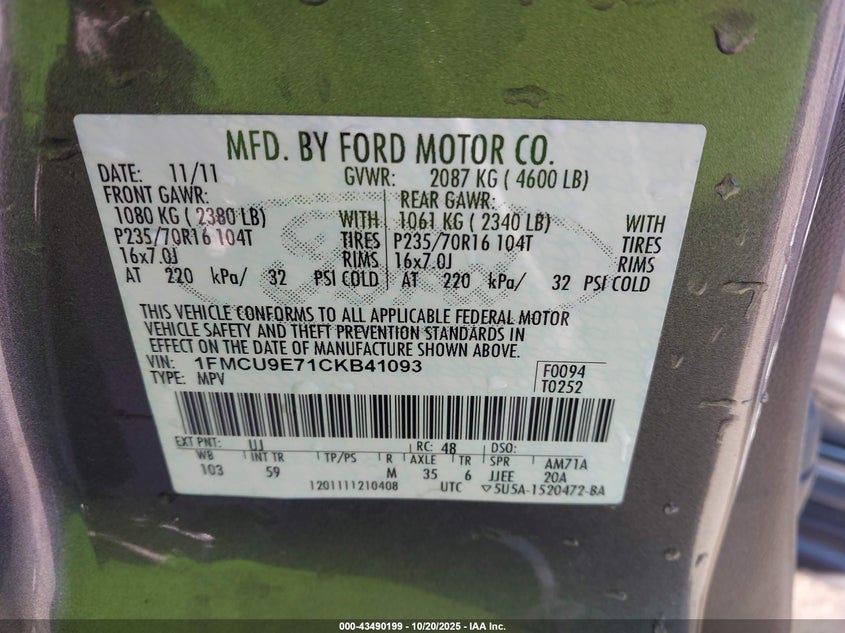 MFD. BY FORD MOTOR CO.
DATE: 11/11 GVWR: 2087 KG ( 4600 LB)
FRONT GAWR: REAR GAWR:
1080 KG ( 2380 LB) WITH 1061 KG ( 2340 LB) WITH
P235/70R16 104T TIRES P235/70R16 104T TIRES
16x7.0J RIMS 16x7.0J RIMS
AT 220 kPa/ 32 PSI COLD AT 220 kPa/ 32 PSI COLD
THIS VEHICLE CONFORMS TO ALL APPLICABLE FEDERAL MOTOR
VEHICLE SAFETY AND THEFT PREVENTION STANDARDS IN
EFFECT ON THE DATE OF MANUFACTURE SHOWN ABOVE.
VIN: 1FMCU9E71CKB41093 F0094
TYPE: MPV T0252
EXT PNT: UJ RC: 48 DSO:
WB INT TR TP/PS R AXLE TR SPR AM71A
103 59 M 35 6 JJEE 20A
1201111210408 UTC ▽5U5A-1520472-BA
000-43490199 - 10/20/2025 - IAA Inc.